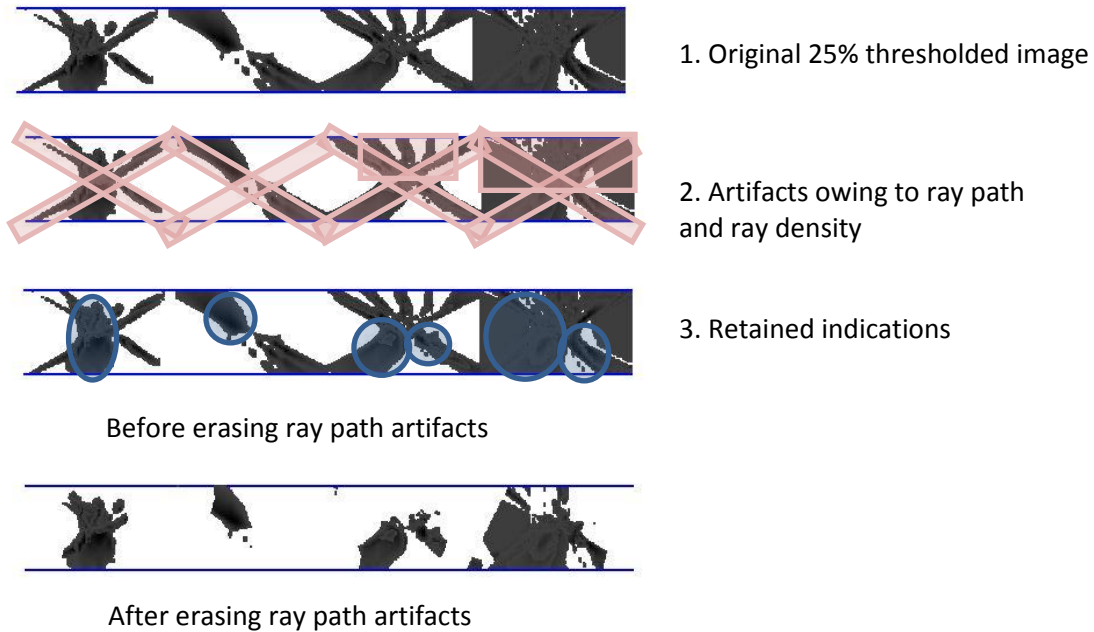 1. Original 25% thresholded image
2. Artifacts owing to ray path
and ray density
3. Retained indications
Before erasing ray path artifacts
After erasing ray path artifacts